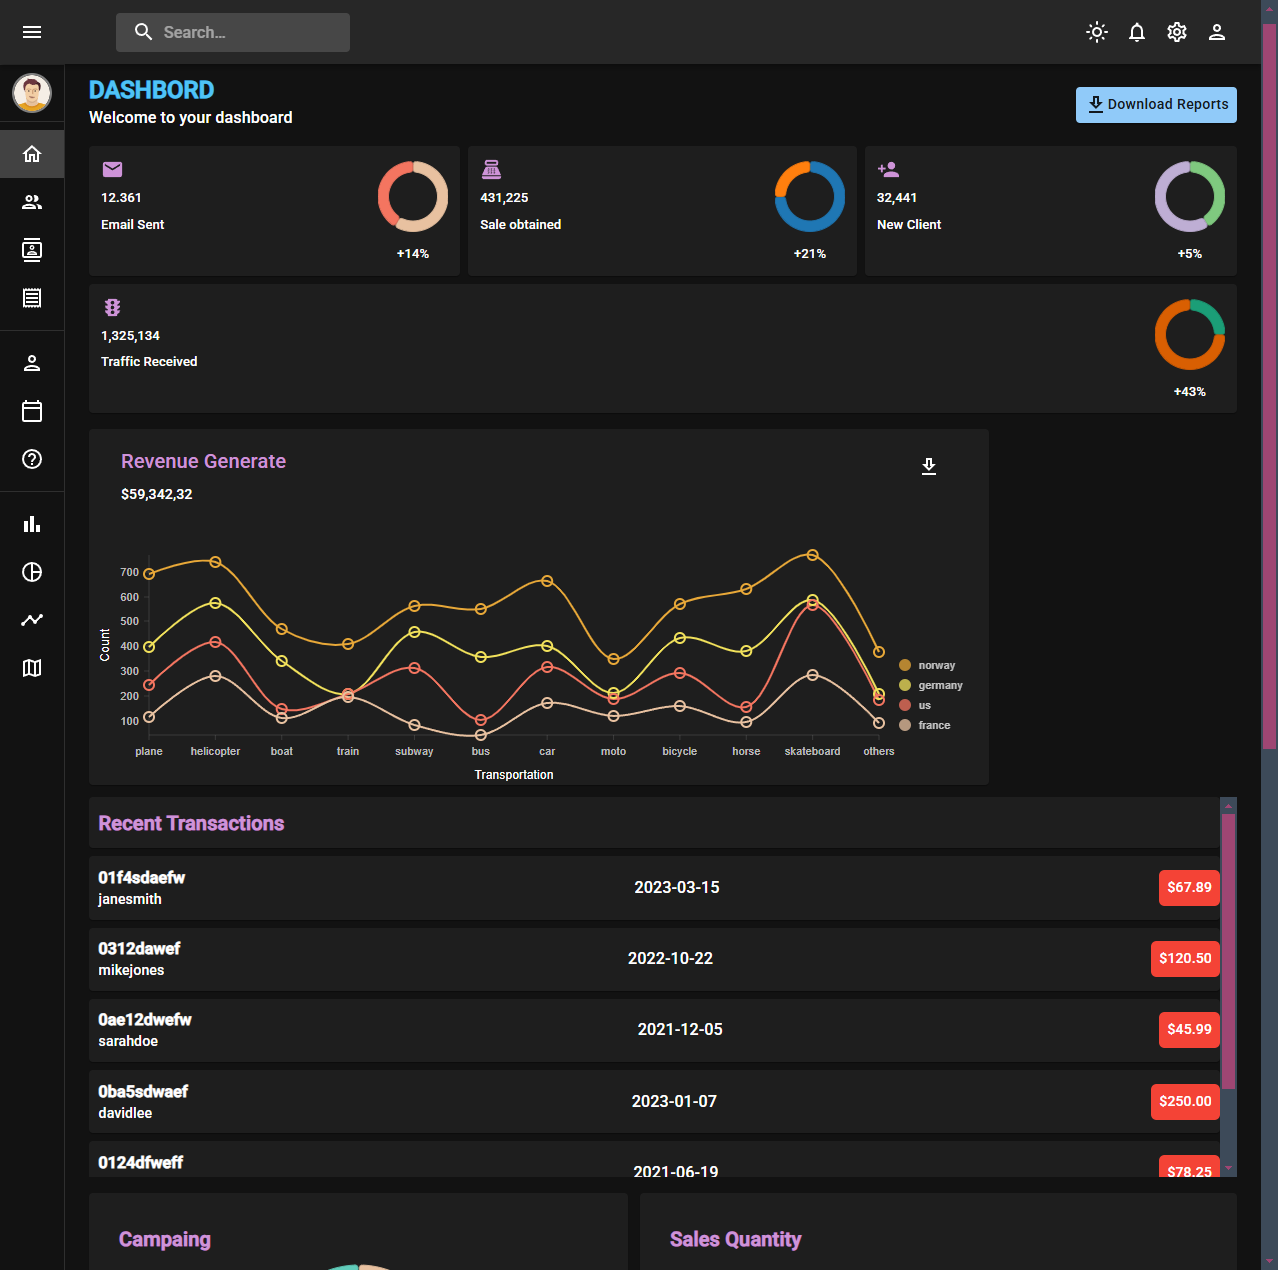 Search…
DASHBORD
Welcome to your dashboard
Download Reports
12.361
Email Sent
+14%
431,225
Sale obtained
+21%
32,441
New Client
+5%
1,325,134
Traffic Received
+43%
Revenue Generate
$59,342,32
700
600
500
400
300
200
100
Count
plane helicopter boat train subway bus car moto bicycle horse skateboard others
Transportation
norway
germany
us
france
Recent Transactions
01f4sdaefw
janesmith
2023-03-15
$67.89
0312dawef
mikejones
2022-10-22
$120.50
0ae12dwefw
sarahdoe
2021-12-05
$45.99
0ba5sdwaef
davidlee
2023-01-07
$250.00
0124dfweff
2021-06-19
$78.25
Campaing
Sales Quantity